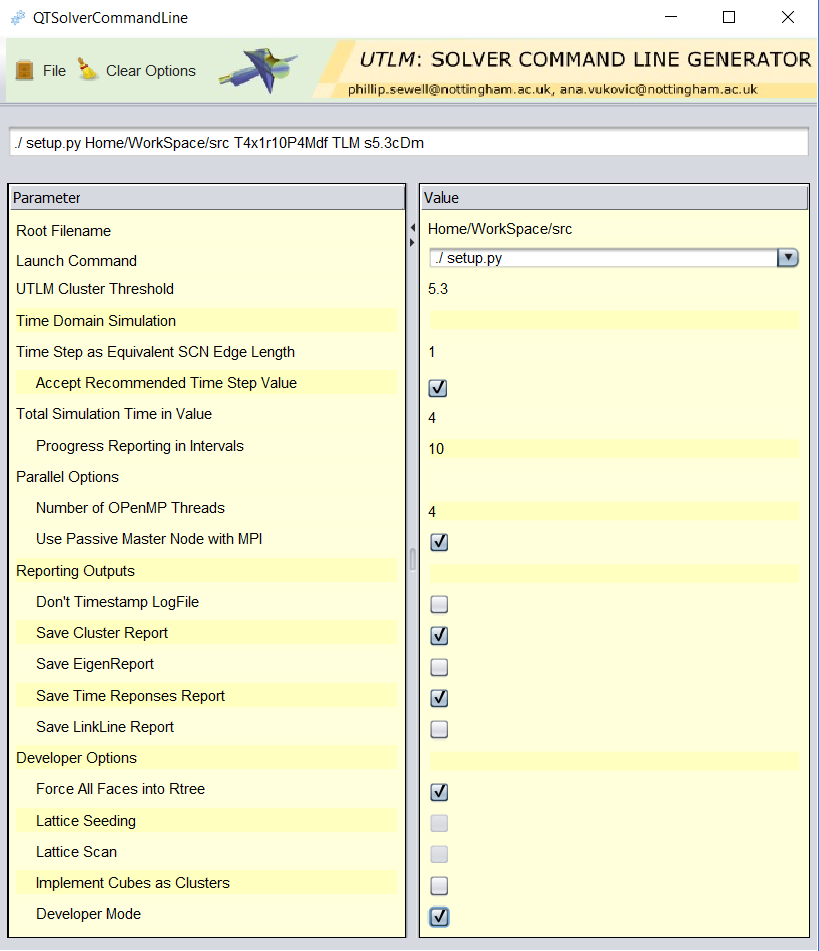 QTSolverCommandLine
File Clear Options
UTLM: SOLVER COMMAND LINE GENERATOR
phillip.sewell@nottingham.ac.uk, ana.vukovic@nottingham.ac.uk
./ setup.py Home/WorkSpace/src T4x1r10P4Mdf TLM s5.3cDm
Parameter Value
Root Filename Home/WorkSpace/src
Launch Command ./ setup.py
UTLM Cluster Threshold 5.3
Time Domain Simulation
Time Step as Equivalent SCN Edge Length 1
Accept Recommended Time Step Value
Total Simulation Time in Value 4
Proogress Reporting in Intervals 10
Parallel Options
Number of OPenMP Threads 4
Use Passive Master Node with MPI
Reporting Outputs
Don't Timestamp LogFile
Save Cluster Report
Save EigenReport
Save Time Reponses Report
Save LinkLine Report
Developer Options
Force All Faces into Rtree
Lattice Seeding
Lattice Scan
Implement Cubes as Clusters
Developer Mode